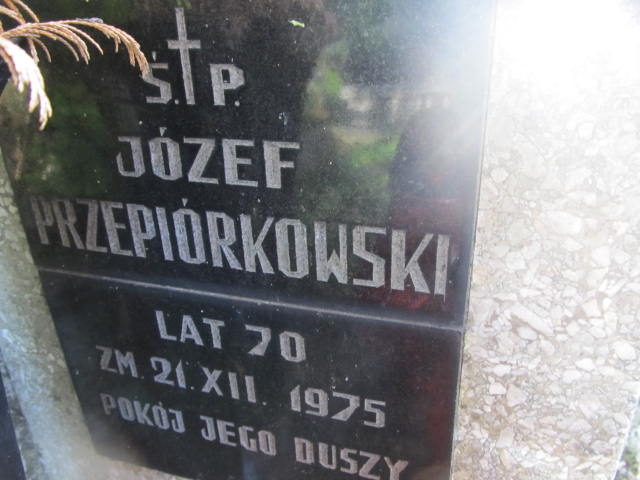 Ś.P.
JÓZEF
PRZEPIÓRKOWSKI
LAT 70
ZM. 21. XII. 1975
POKÓJ JEGO DUSZY